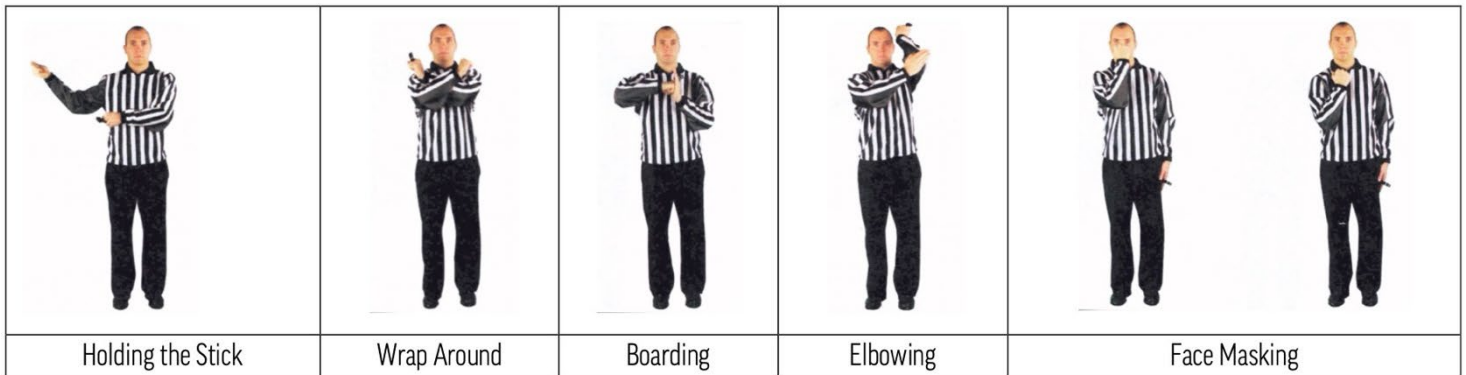 Holding the Stick
Wrap Around
Boarding
Elbowing
Face Masking